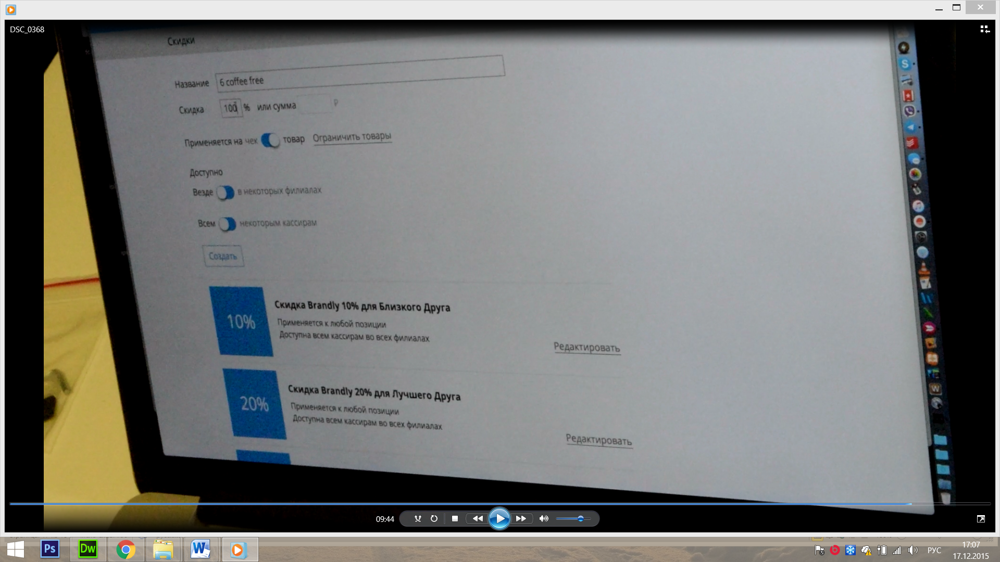 DSC_0368
Скидки
Название 6 coffee free
Скидка 100 % или сумма ₽
Применяется на чек товар Ограничить товары
Доступно
Везде в некоторых филиалах
Всем некоторым кассирам
Создать
10%
Скидка Brandly 10% для Близкого Друга
Применяется к любой позиции
Доступна всем кассирам во всех филиалах
Редактировать
20%
Скидка Brandly 20% для Лучшего Друга
Применяется к любой позиции
Доступна всем кассирам во всех филиалах
Редактировать
09:44
Ps
Dw
W
РУС
17:07
17.12.2015